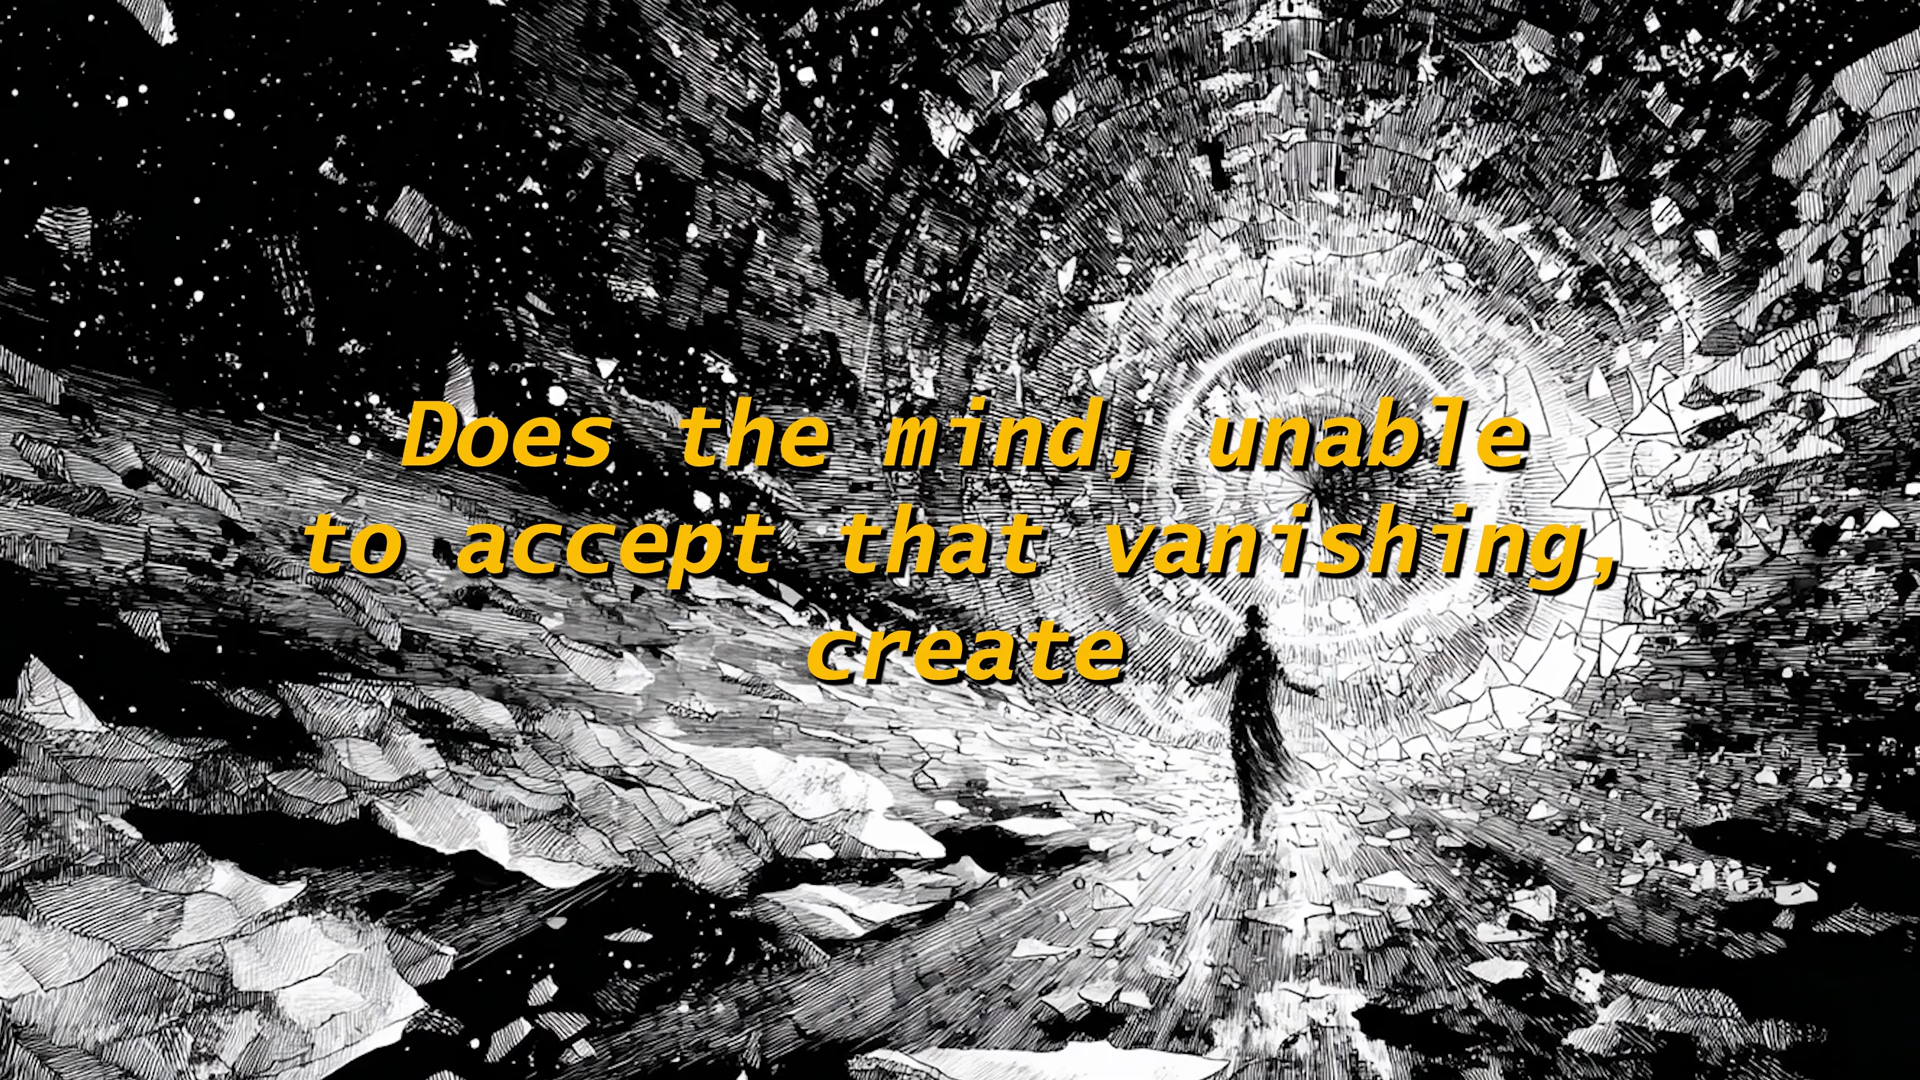 Does the mind, unable
to accept that vanishing,
create